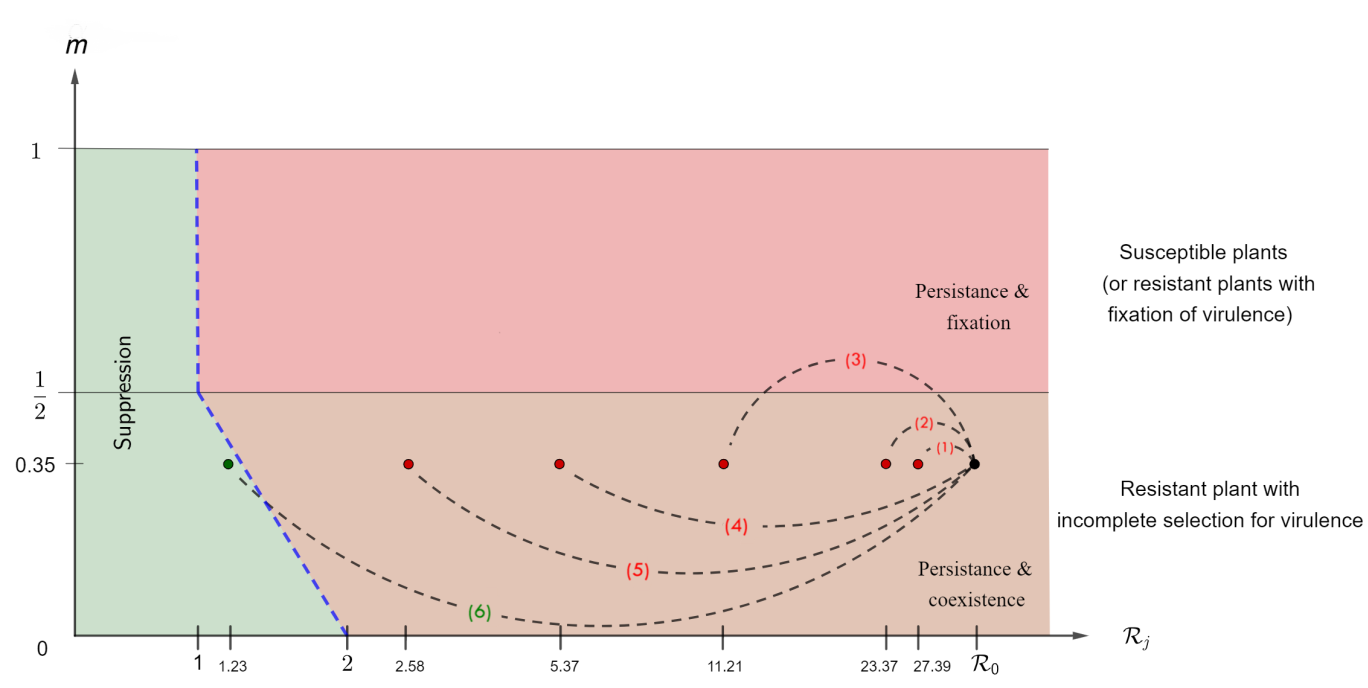 m
1
Susceptible plants
(or resistant plants with
fixation of virulence)
Persistance &
fixation
Suppression
(3)
1
2
(2)
(1)
0.35
Resistant plant with
incomplete selection for virulence
(4)
(5)
Persistance &
coexistence
(6)
0
1 1.23 2 2.58 5.37 11.21 23.37 27.39 R₀
Rⱼ